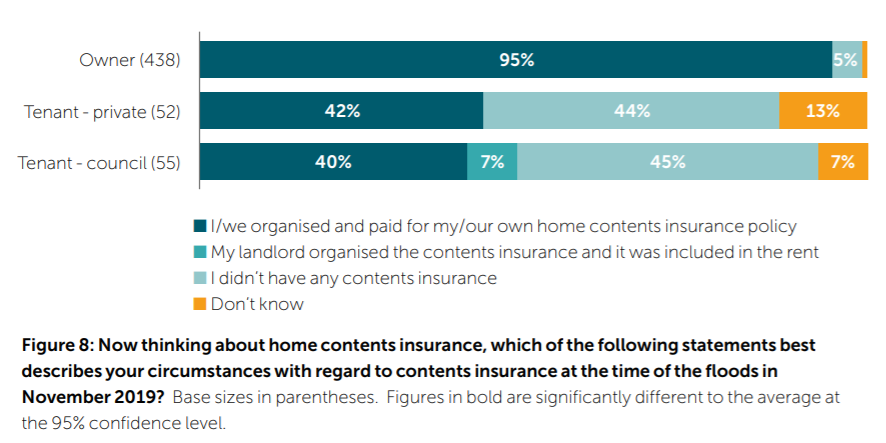 Owner (438) 95% 5%
Tenant - private (52) 42% 44% 13%
Tenant - council (55) 40% 7% 45% 7%
I/we organised and paid for my/our own home contents insurance policy
My landlord organised the contents insurance and it was included in the rent
I didn't have any contents insurance
Don't know
Figure 8: Now thinking about home contents insurance, which of the following statements best
describes your circumstances with regard to contents insurance at the time of the floods in
November 2019? Base sizes in parentheses. Figures in bold are significantly different to the average at
the 95% confidence level.